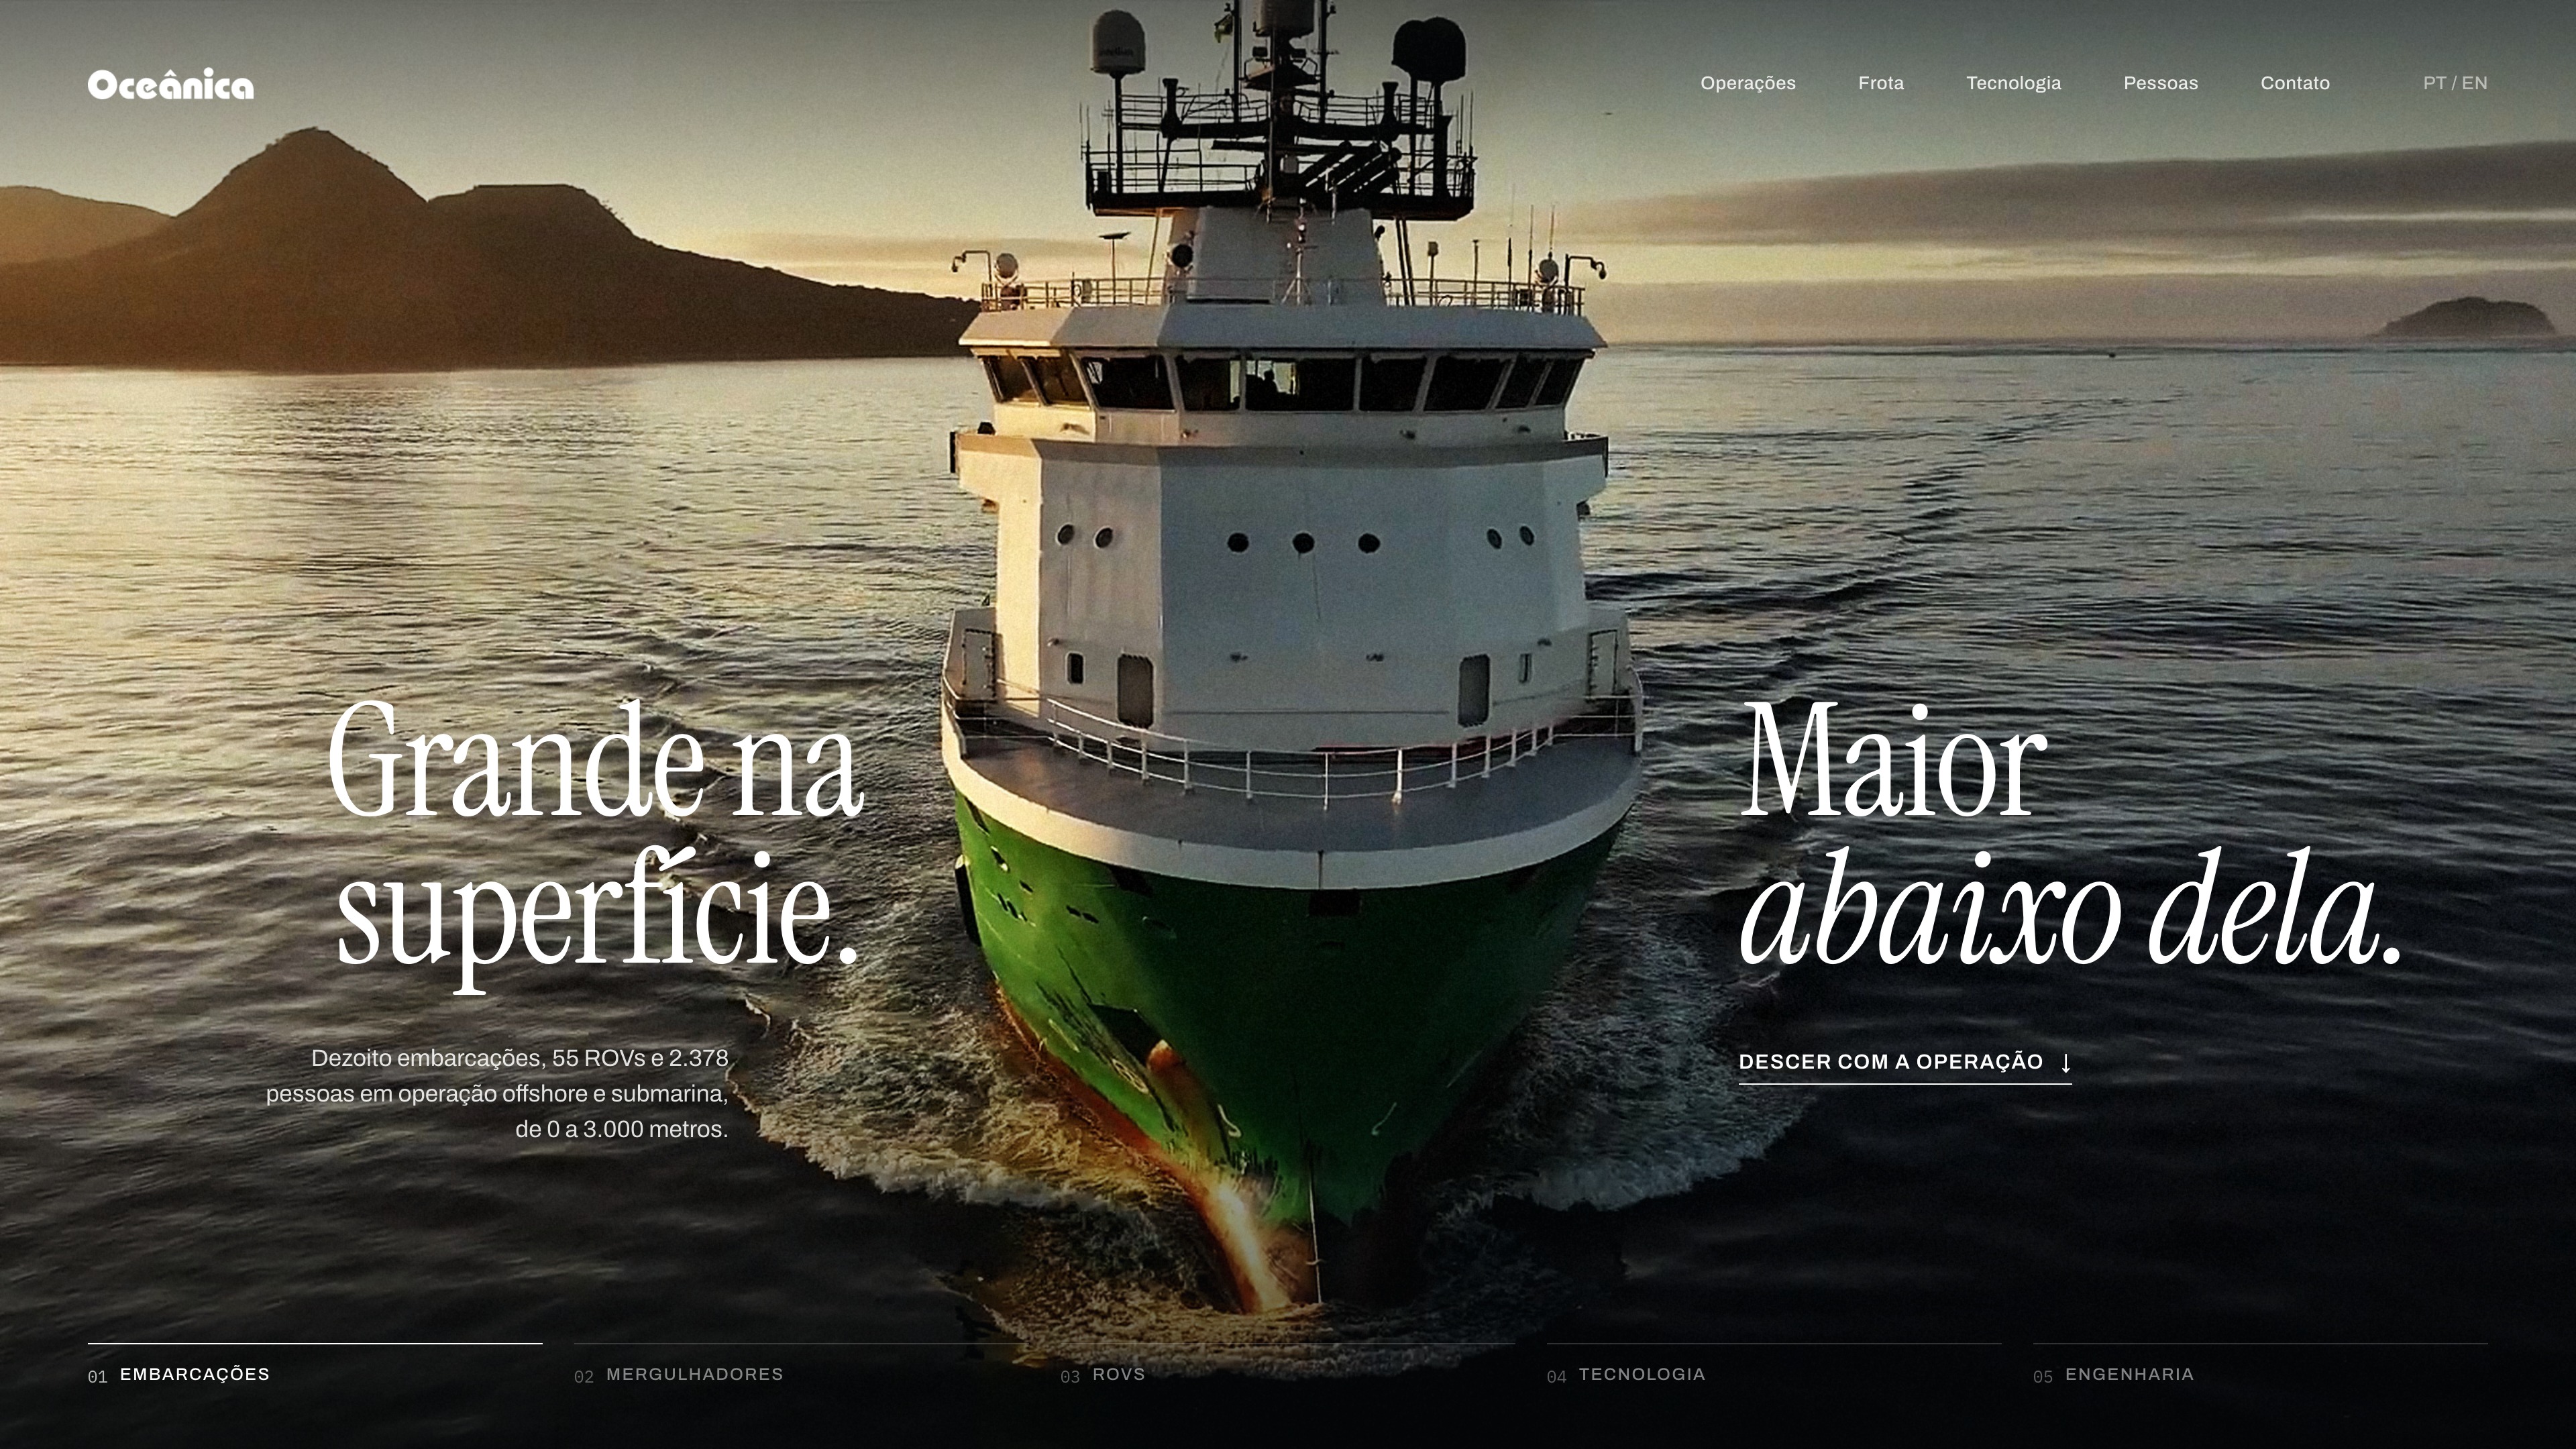 Oceânica
Operações
Frota
Tecnologia
Pessoas
Contato
PT / EN
Grande na
superfície.
Maior
abaixo dela.
Dezoito embarcações, 55 ROVs e 2.378
pessoas em operação offshore e submarina,
de 0 a 3.000 metros.
DESCER COM A OPERAÇÃO ↓
01 EMBARCAÇÕES
02 MERGULHADORES
03 ROVS
04 TECNOLOGIA
05 ENGENHARIA